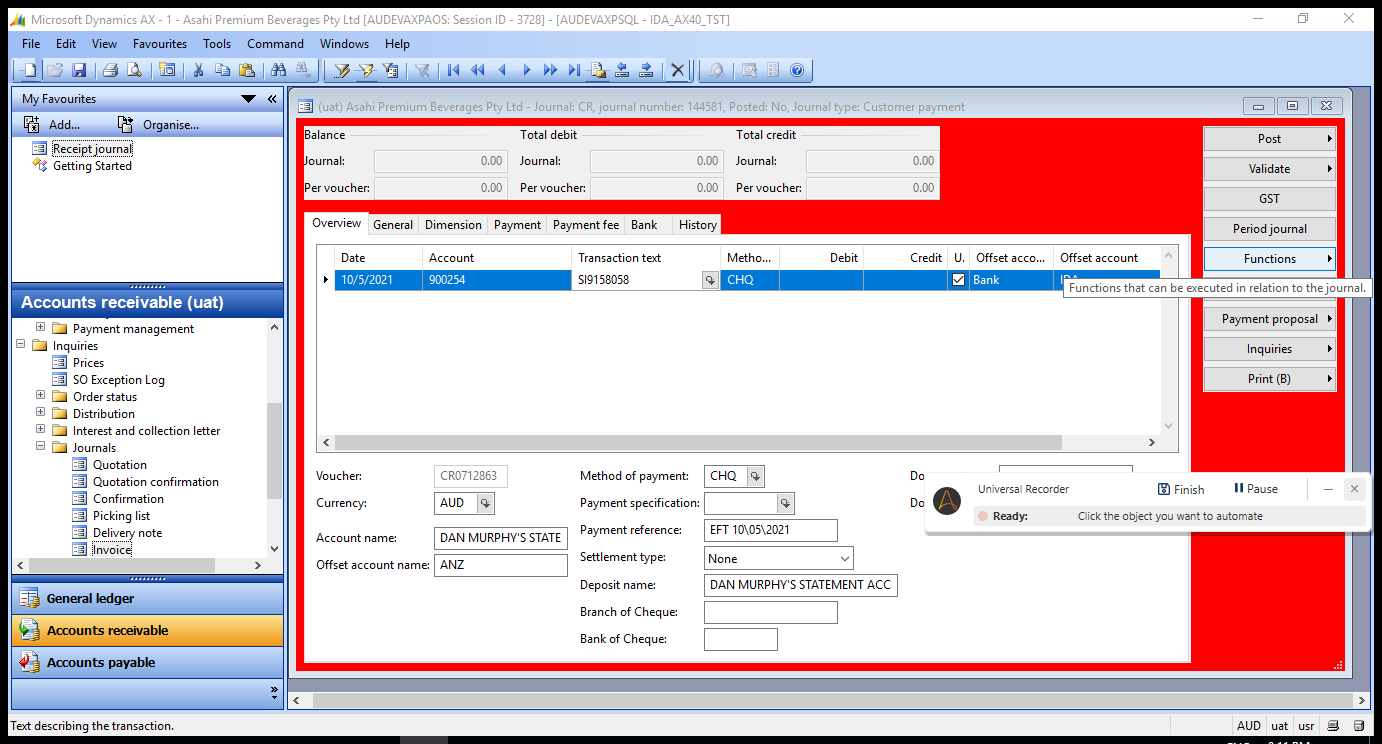 Microsoft Dynamics AX - 1 - Asahi Premium Beverages Pty Ltd [AUDEVAXPAOS: Session ID - 3728] - [AUDEVAXPSQL - IDA_AX40_TST]
File Edit View Favourites Tools Command Windows Help
My Favourites
Add... Organise...
Receipt journal
Getting Started
Accounts receivable (uat)
Payment management
Inquiries
Prices
SO Exception Log
Order status
Distribution
Interest and collection letter
Journals
Quotation
Quotation confirmation
Confirmation
Picking list
Delivery note
Invoice
General ledger
Accounts receivable
Accounts payable
(uat) Asahi Premium Beverages Pty Ltd - Journal: CR, journal number: 144581, Posted: No, Journal type: Customer payment
Balance Total debit Total credit
Journal: 0.00 Journal: 0.00 Journal: 0.00
Per voucher: 0.00 Per voucher: 0.00 Per voucher: 0.00
Overview General Dimension Payment Payment fee Bank History
Date Account Transaction text Metho... Debit Credit U. Offset acco... Offset account
10/5/2021 900254 SI9158058 CHQ Bank
Post
Validate
GST
Period journal
Functions
Functions that can be executed in relation to the journal.
Payment proposal
Inquiries
Print (B)
Voucher: CR0712863 Method of payment: CHQ
Currency: AUD Payment specification:
Payment reference: EFT 10\05\2021
Account name: DAN MURPHY'S STATE
Settlement type: None
Offset account name: ANZ
Deposit name: DAN MURPHY'S STATEMENT ACC
Branch of Cheque:
Bank of Cheque:
Universal Recorder Finish Pause
Ready: Click the object you want to automate
Text describing the transaction. AUD uat usr